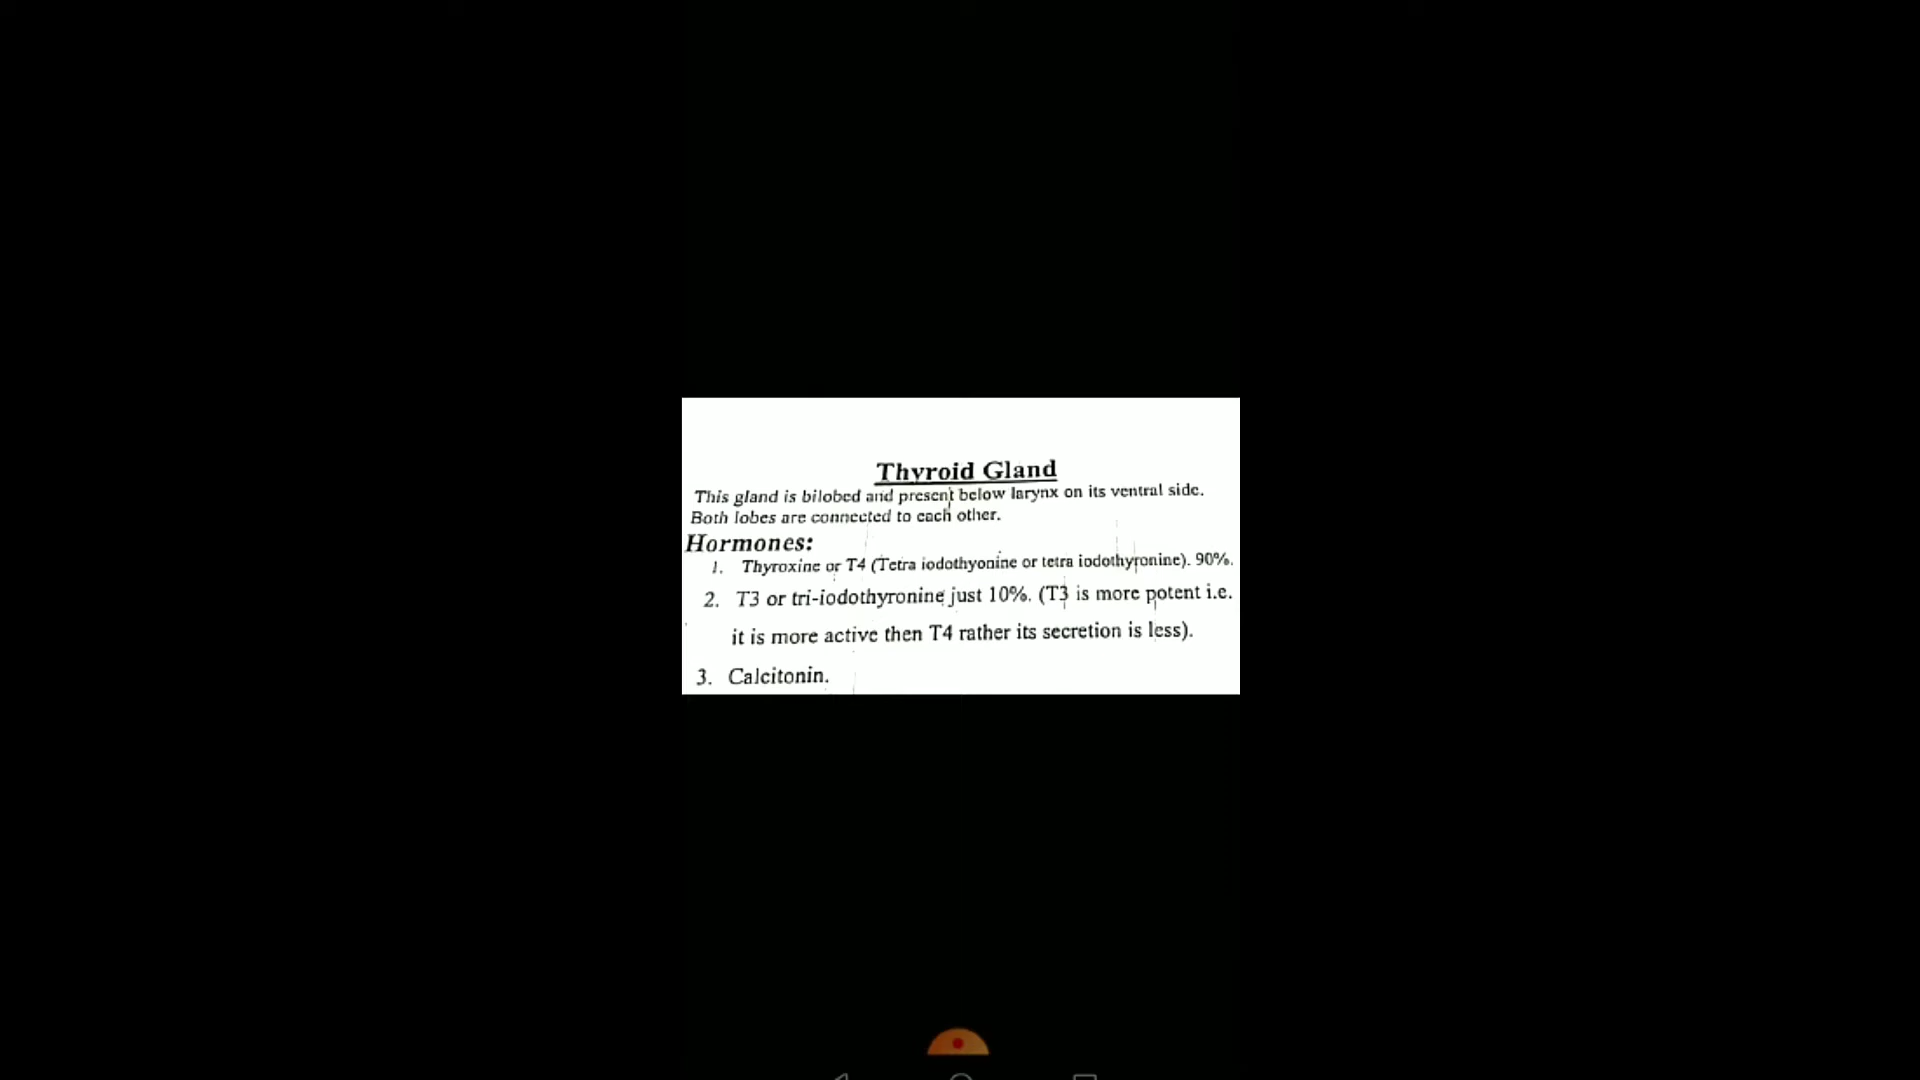 Thyroid Gland
This gland is bilobed and present below larynx on its ventral side.
Both lobes are connected to each other.
Hormones:
1. Thyroxine or T4 (Tetra iodothyonine or tetra iodothyronine). 90%.
2. T3 or tri-iodothyronine just 10%. (T3 is more potent i.e.
it is more active then T4 rather its secretion is less).
3. Calcitonin.